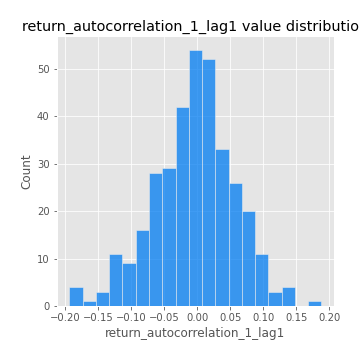 return_autocorrelation_1_lag1 value distributio
50
40
30
20
10
0
Count
−0.20 −0.15 −0.10 −0.05 0.00 0.05 0.10 0.15 0.20
return_autocorrelation_1_lag1